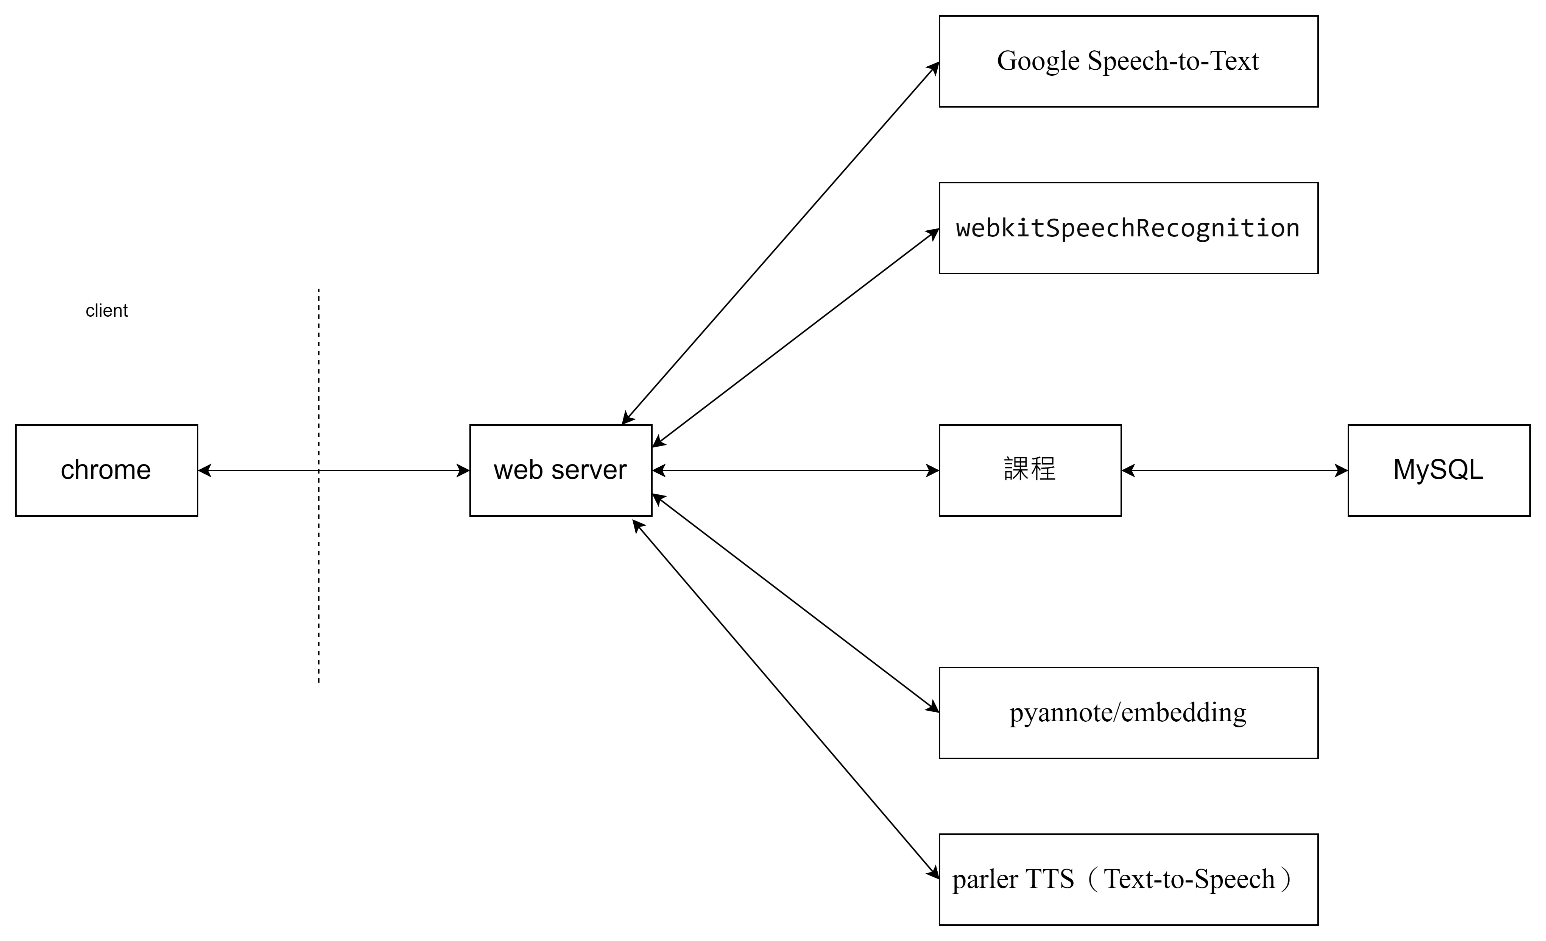 Google Speech-to-Text
webkitSpeechRecognition
client
chrome
web server
課程
MySQL
pyannote/embedding
parler TTS（Text-to-Speech）